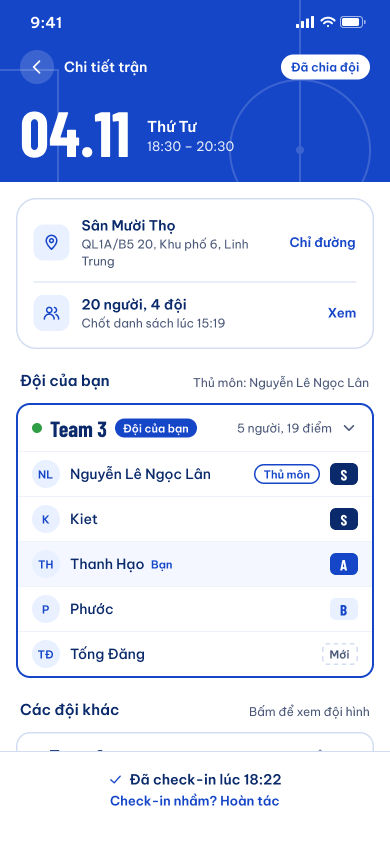 9:41
Chi tiết trận
Đã chia đội
04.11
Thứ Tư
18:30 – 20:30
Sân Mười Thọ
QL1A/B5 20, Khu phố 6, Linh
Trung
Chỉ đường
20 người, 4 đội
Chốt danh sách lúc 15:19
Xem
Đội của bạn
Thủ môn: Nguyễn Lê Ngọc Lân
Team 3
Đội của bạn
5 người, 19 điểm
NL Nguyễn Lê Ngọc Lân Thủ môn S
K Kiet S
TH Thanh Hạo Bạn A
P Phước B
TĐ Tống Đăng Mới
Các đội khác
Bấm để xem đội hình
Đã check-in lúc 18:22
Check-in nhầm? Hoàn tác